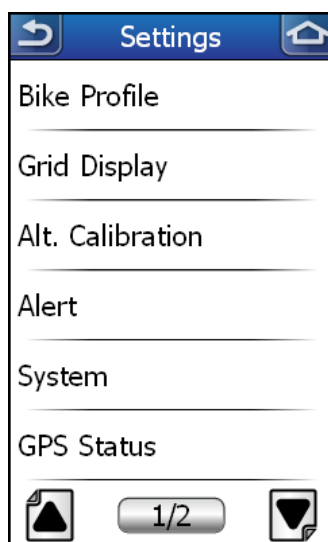 Settings
Bike Profile
Grid Display
Alt. Calibration
Alert
System
GPS Status
1/2